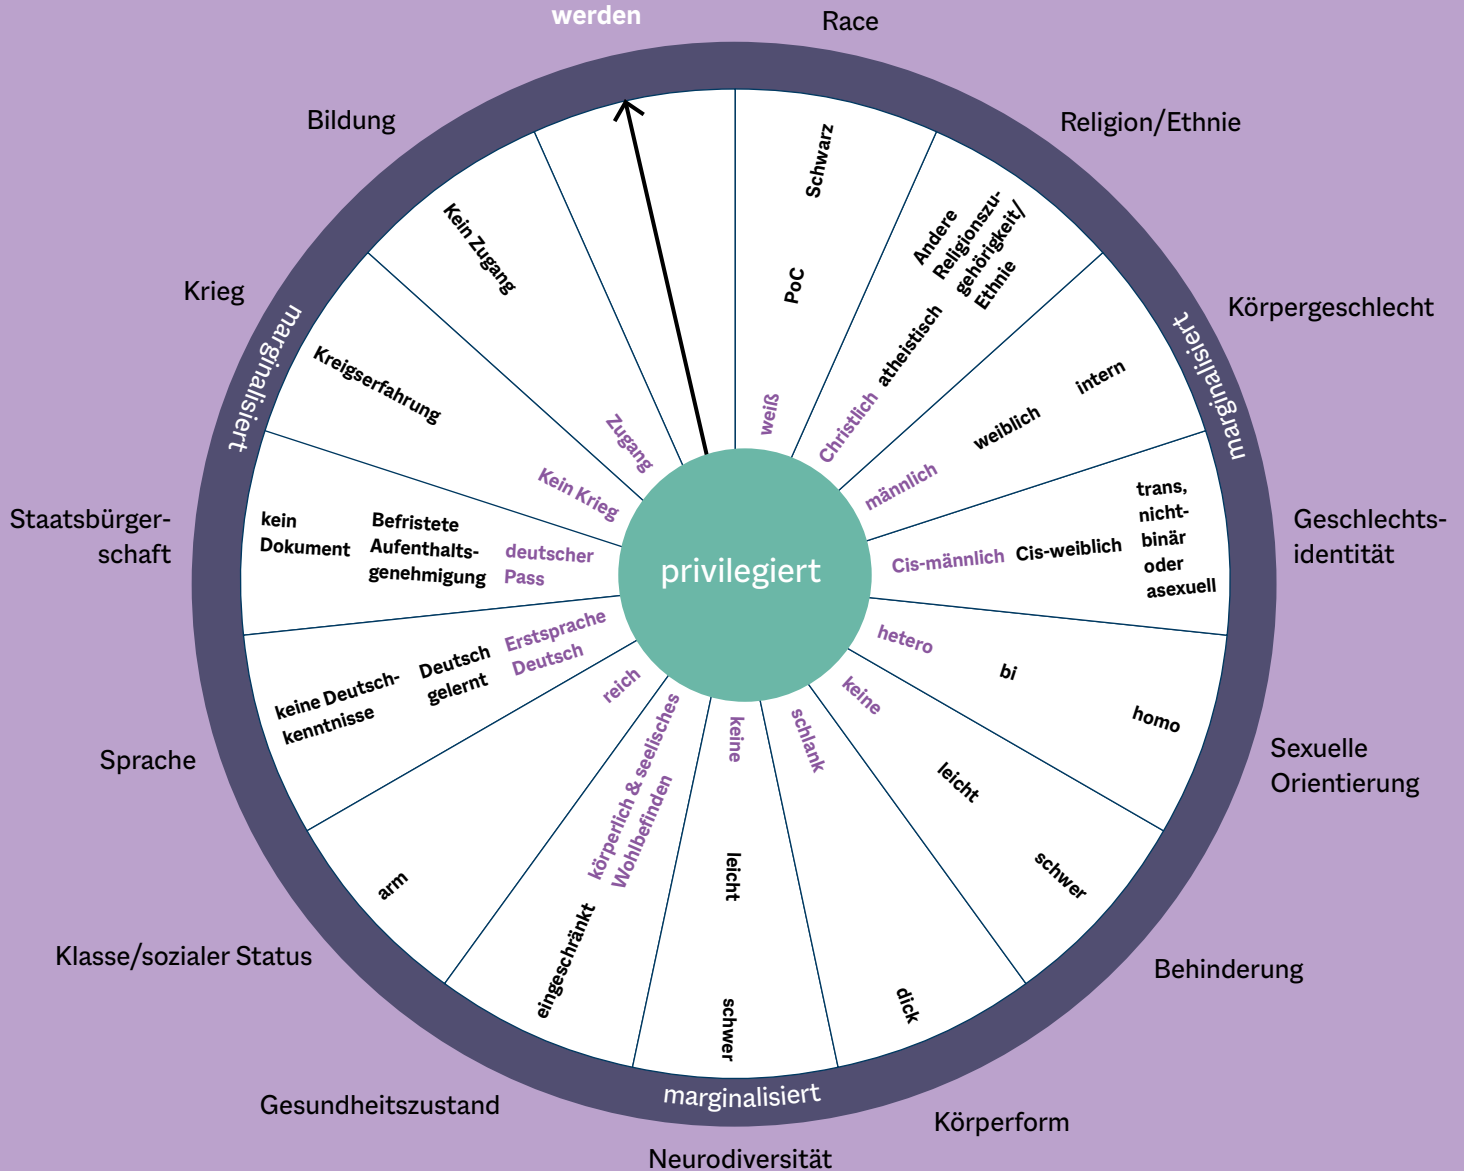 werden
Race
Schwarz
PoC
weiß
Religion/Ethnie
Andere
Religionszu-
gehörigkeit/
Ethnie
atheistisch
Christlich
Körpergeschlecht
intern
weiblich
männlich
Geschlechts-
identität
trans,
nicht-
binär
oder
asexuell
Cis-weiblich
Cis-männlich
Sexuelle
Orientierung
homo
bi
hetero
Behinderung
schwer
leicht
keine
Körperform
dick
schlank
Neurodiversität
schwer
leicht
keine
Gesundheitszustand
eingeschränkt
körperlich & seelisches
Wohlbefinden
Klasse/sozialer Status
arm
reich
Sprache
keine Deutsch-
kenntnisse
Deutsch
gelernt
Erstsprache
Deutsch
Staatsbürger-
schaft
kein
Dokument
Befristete
Aufenthalts-
genehmigung
deutscher
Pass
Krieg
Kreigserfahrung
Kein Krieg
Bildung
Kein Zugang
Zugang
privilegiert
marginalisiert
marginalisiert
marginalisiert